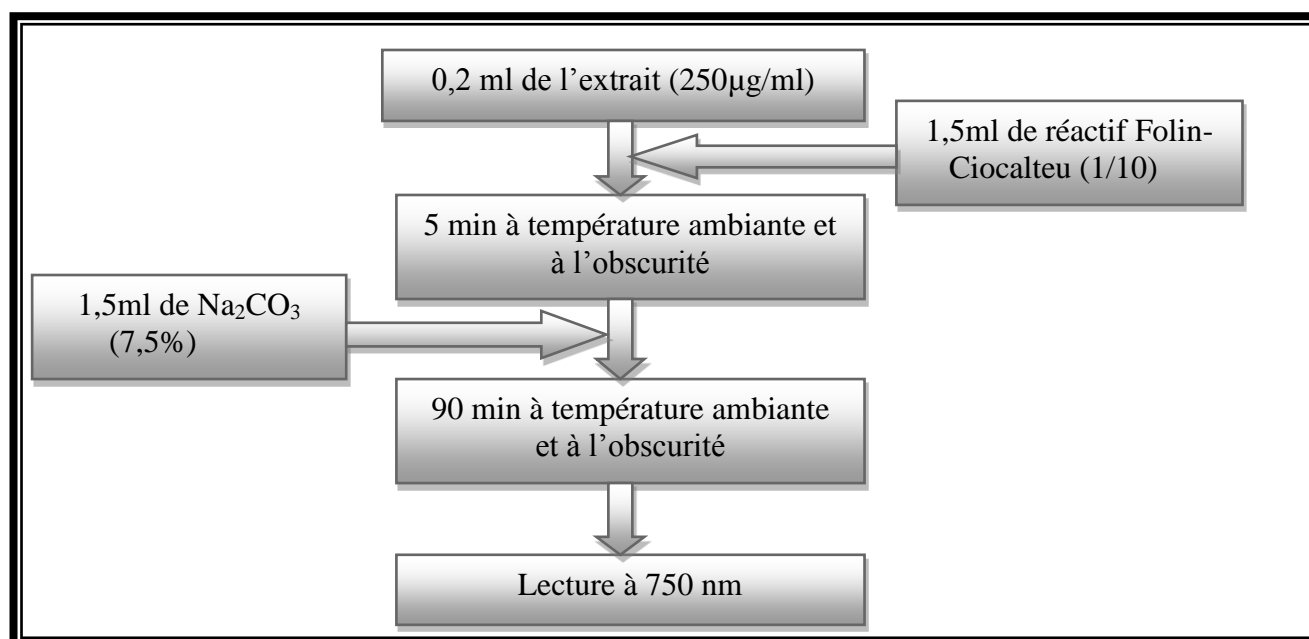 0,2 ml de l’extrait (250µg/ml)
1,5ml de réactif Folin-
Ciocalteu (1/10)
5 min à température ambiante et
à l’obscurité
1,5ml de Na₂CO₃
(7,5%)
90 min à température ambiante
et à l’obscurité
Lecture à 750 nm